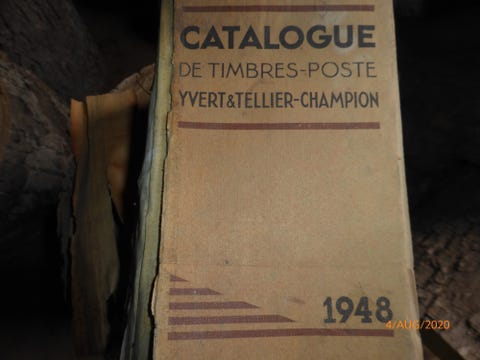 CATALOGUE
DE TIMBRES-POSTE
YVERT&TELLIER-CHAMPION
1948
4/AUG/2020